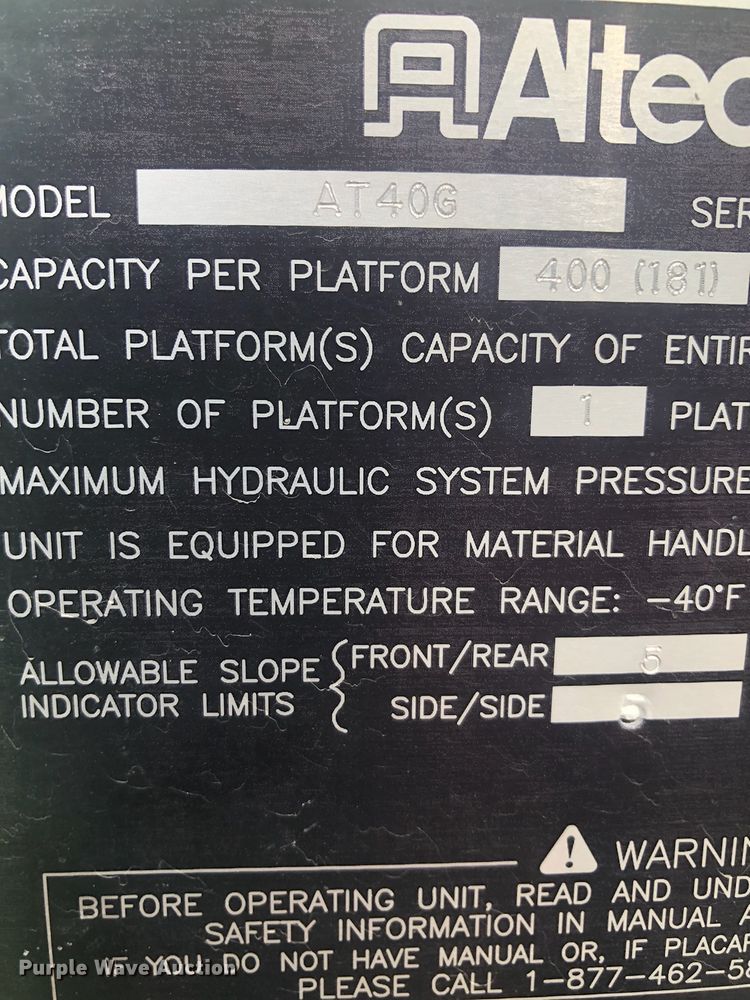 Altec
MODEL AT40G SER
CAPACITY PER PLATFORM 400 (181)
TOTAL PLATFORM(S) CAPACITY OF ENTIR
NUMBER OF PLATFORM(S) 1 PLAT
MAXIMUM HYDRAULIC SYSTEM PRESSURE
UNIT IS EQUIPPED FOR MATERIAL HANDL
OPERATING TEMPERATURE RANGE: -40°F
ALLOWABLE SLOPE INDICATOR LIMITS
FRONT/REAR 5
SIDE/SIDE 5
WARNIN
BEFORE OPERATING UNIT, READ AND UND
SAFETY INFORMATION IN MANUAL A
IF YOU DO NOT HAVE MANUAL OR, IF PLACAR
PLEASE CALL 1-877-462-58
Purple Wave Auction